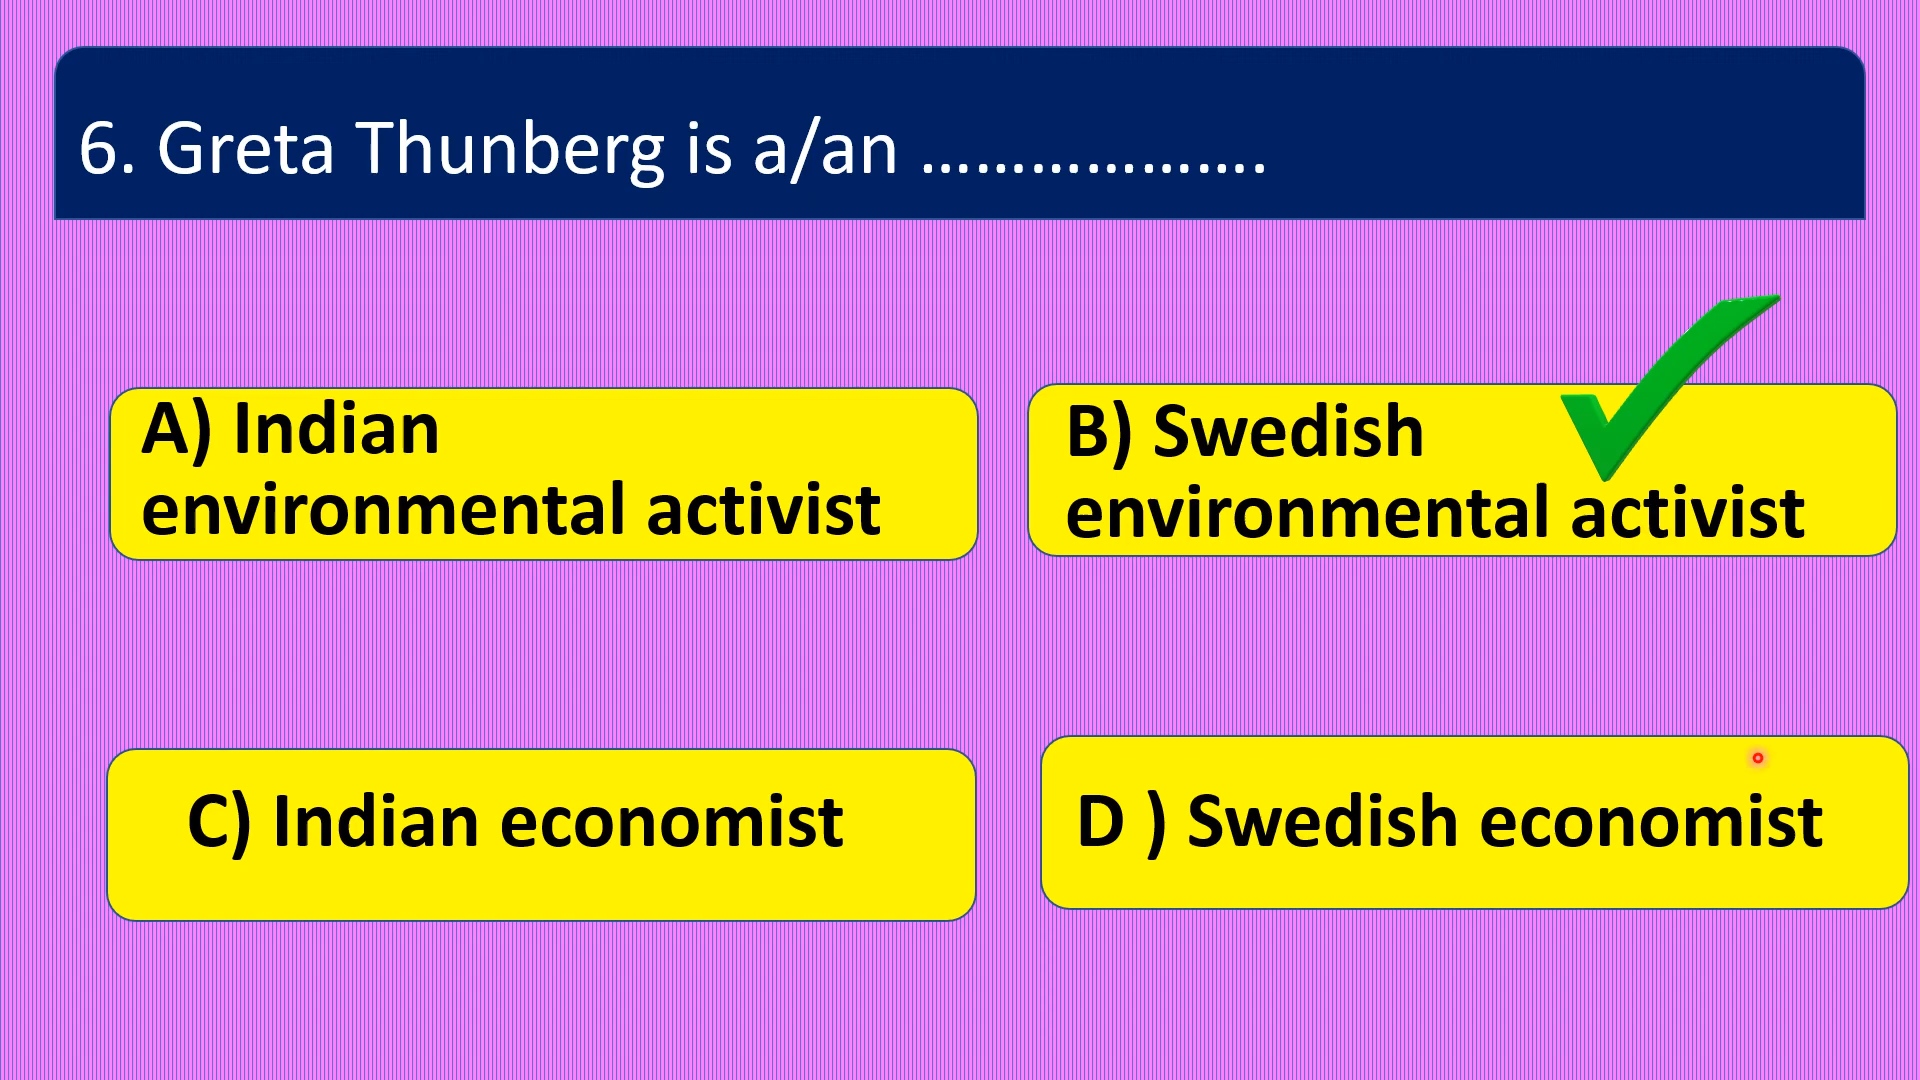 6. Greta Thunberg is a/an ……………….
A) Indian
environmental activist
B) Swedish
environmental activist
C) Indian economist
D ) Swedish economist